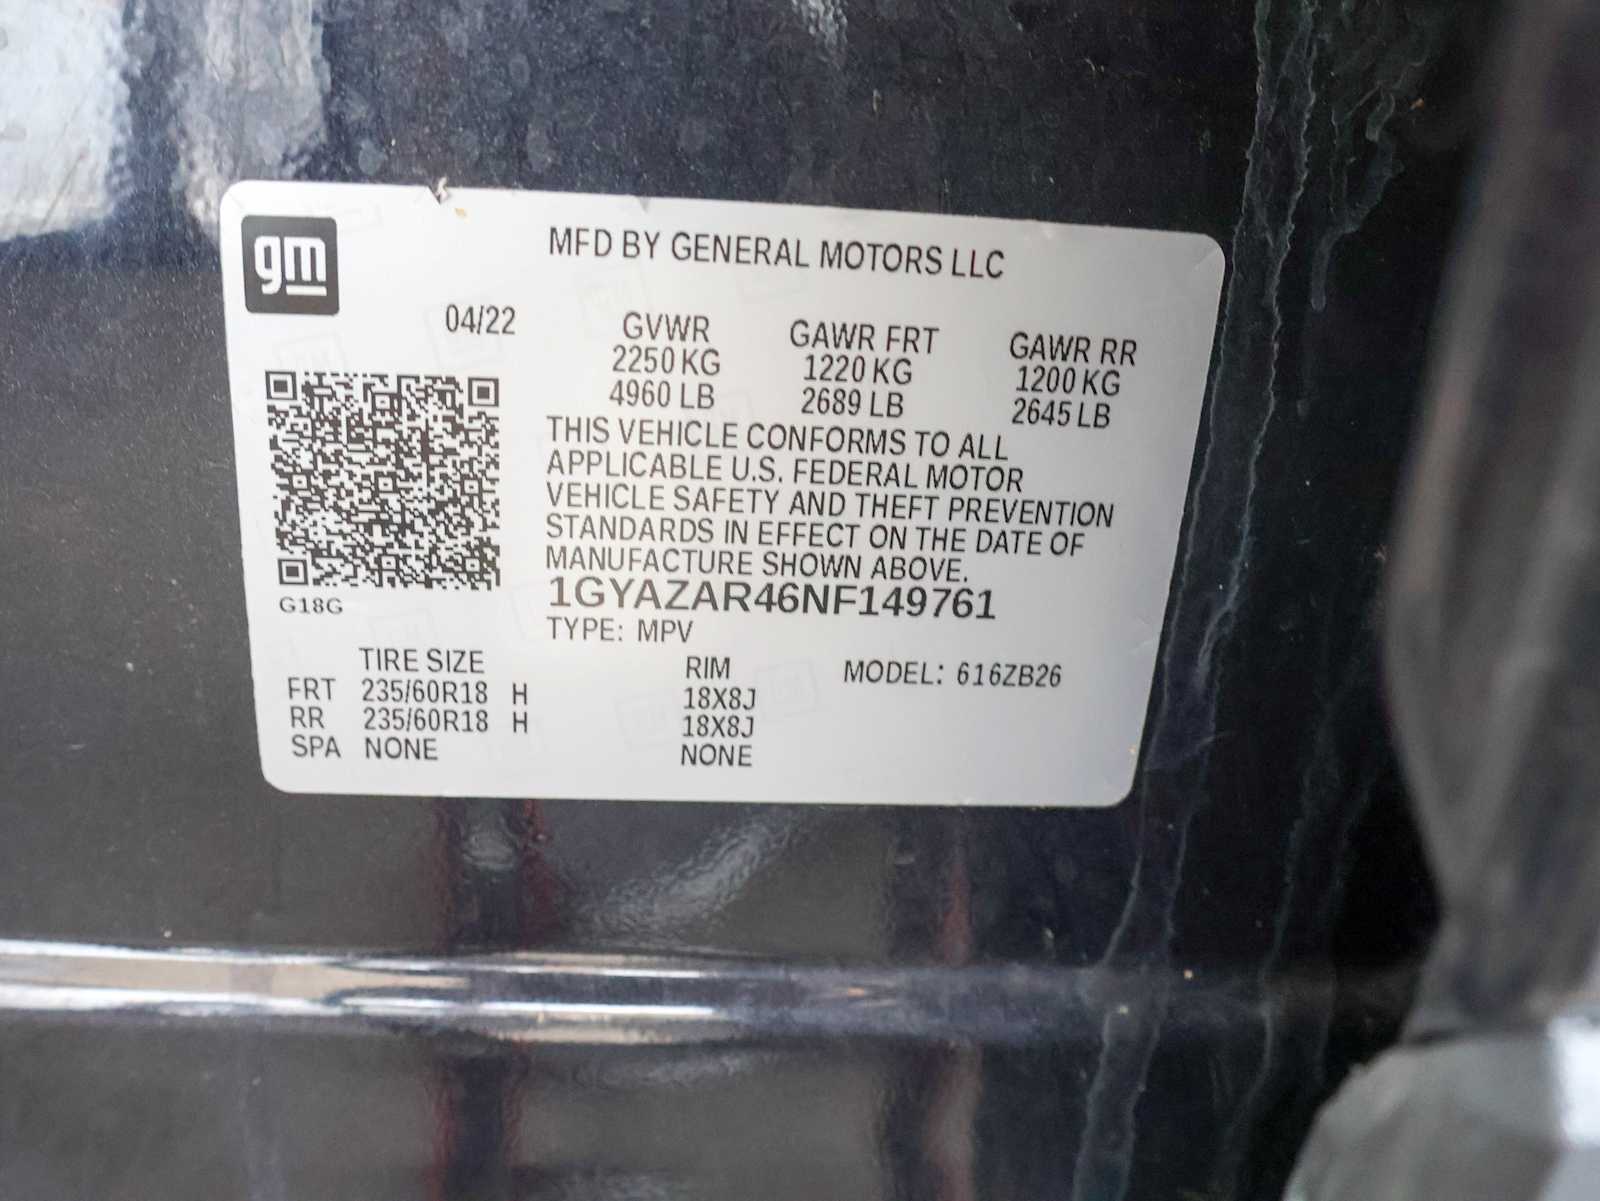 gm
MFD BY GENERAL MOTORS LLC
04/22
GVWR GAWR FRT GAWR RR
2250 KG 1220 KG 1200 KG
4960 LB 2689 LB 2645 LB
THIS VEHICLE CONFORMS TO ALL
APPLICABLE U.S. FEDERAL MOTOR
VEHICLE SAFETY AND THEFT PREVENTION
STANDARDS IN EFFECT ON THE DATE OF
MANUFACTURE SHOWN ABOVE.
1GYAZAR46NF149761
G18G
TYPE: MPV
TIRE SIZE RIM MODEL: 616ZB26
FRT 235/60R18 H 18X8J
RR 235/60R18 H 18X8J
SPA NONE NONE